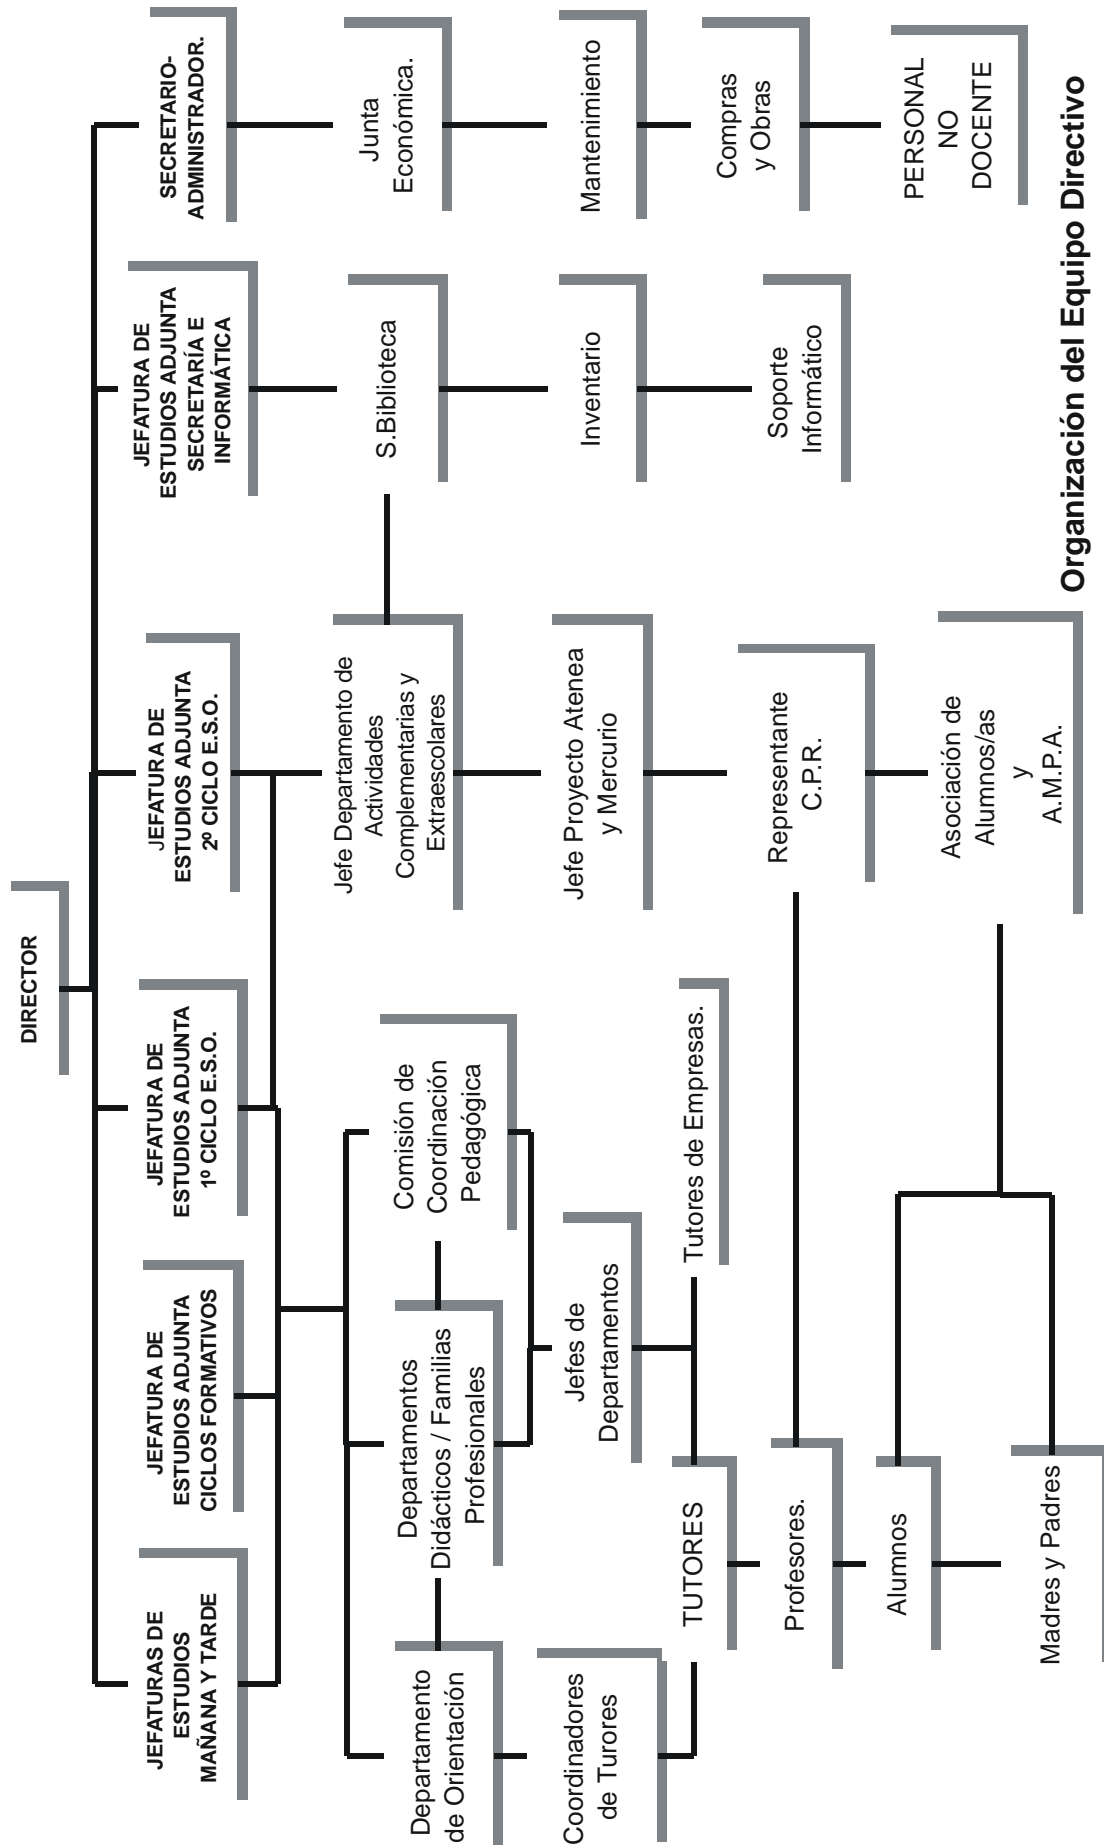 DIRECTOR
JEFATURAS DE
ESTUDIOS
MAÑANA Y TARDE
JEFATURA DE
ESTUDIOS ADJUNTA
CICLOS FORMATIVOS
JEFATURA DE
ESTUDIOS ADJUNTA
1º CICLO E.S.O.
JEFATURA DE
ESTUDIOS ADJUNTA
2º CICLO E.S.O.
JEFATURA DE
ESTUDIOS ADJUNTA
SECRETARÍA E
INFORMÁTICA
SECRETARIO-
ADMINISTRADOR.
Departamento
de Orientación
Departamentos
Didácticos / Familias
Profesionales
Comisión de
Coordinación
Pedagógica
Jefe Departamento de
Actividades
Complementarias y
Extraescolares
S.Biblioteca
Junta
Económica.
Coordinadores
de Turores
Jefes de
Departamentos
Jefe Proyecto Atenea
y Mercurio
Inventario
Mantenimiento
TUTORES
Tutores de Empresas.
Representante
C.P.R.
Soporte
Informático
Compras
y Obras
Profesores.
Alumnos
Asociación de
Alumnos/as
y
A.M.P.A.
PERSONAL
NO
DOCENTE
Madres y Padres
Organización del Equipo Directivo